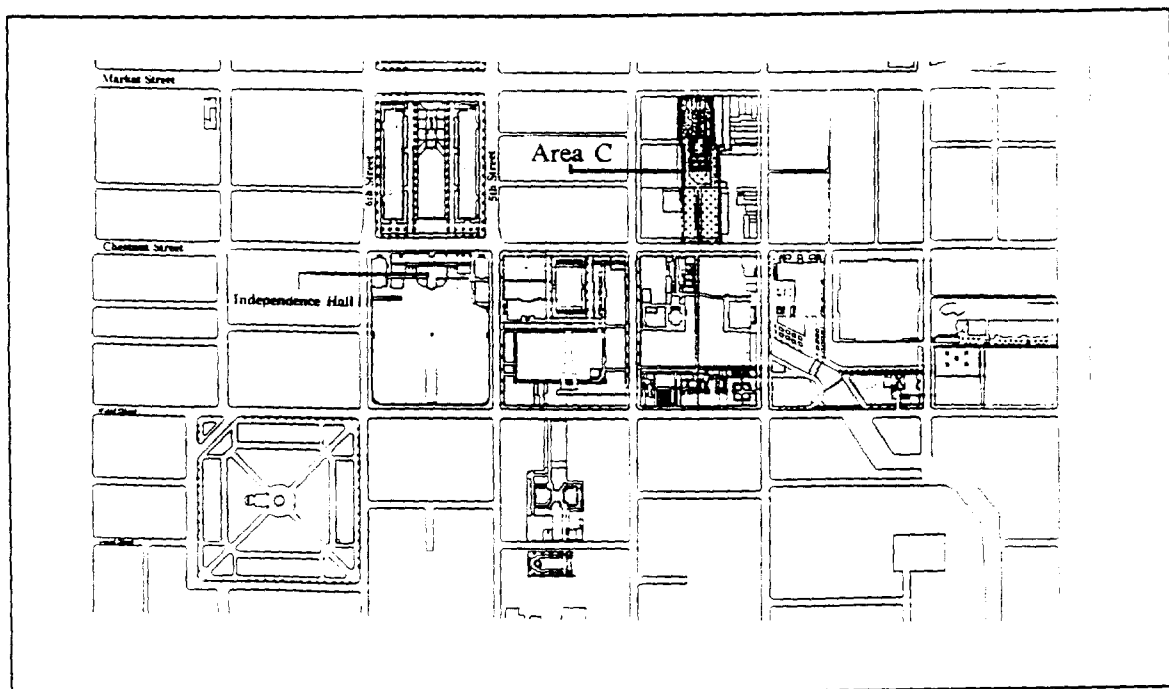 Market Street
6th Street
5th Street
Area C
Chestnut Street
Independence Hall